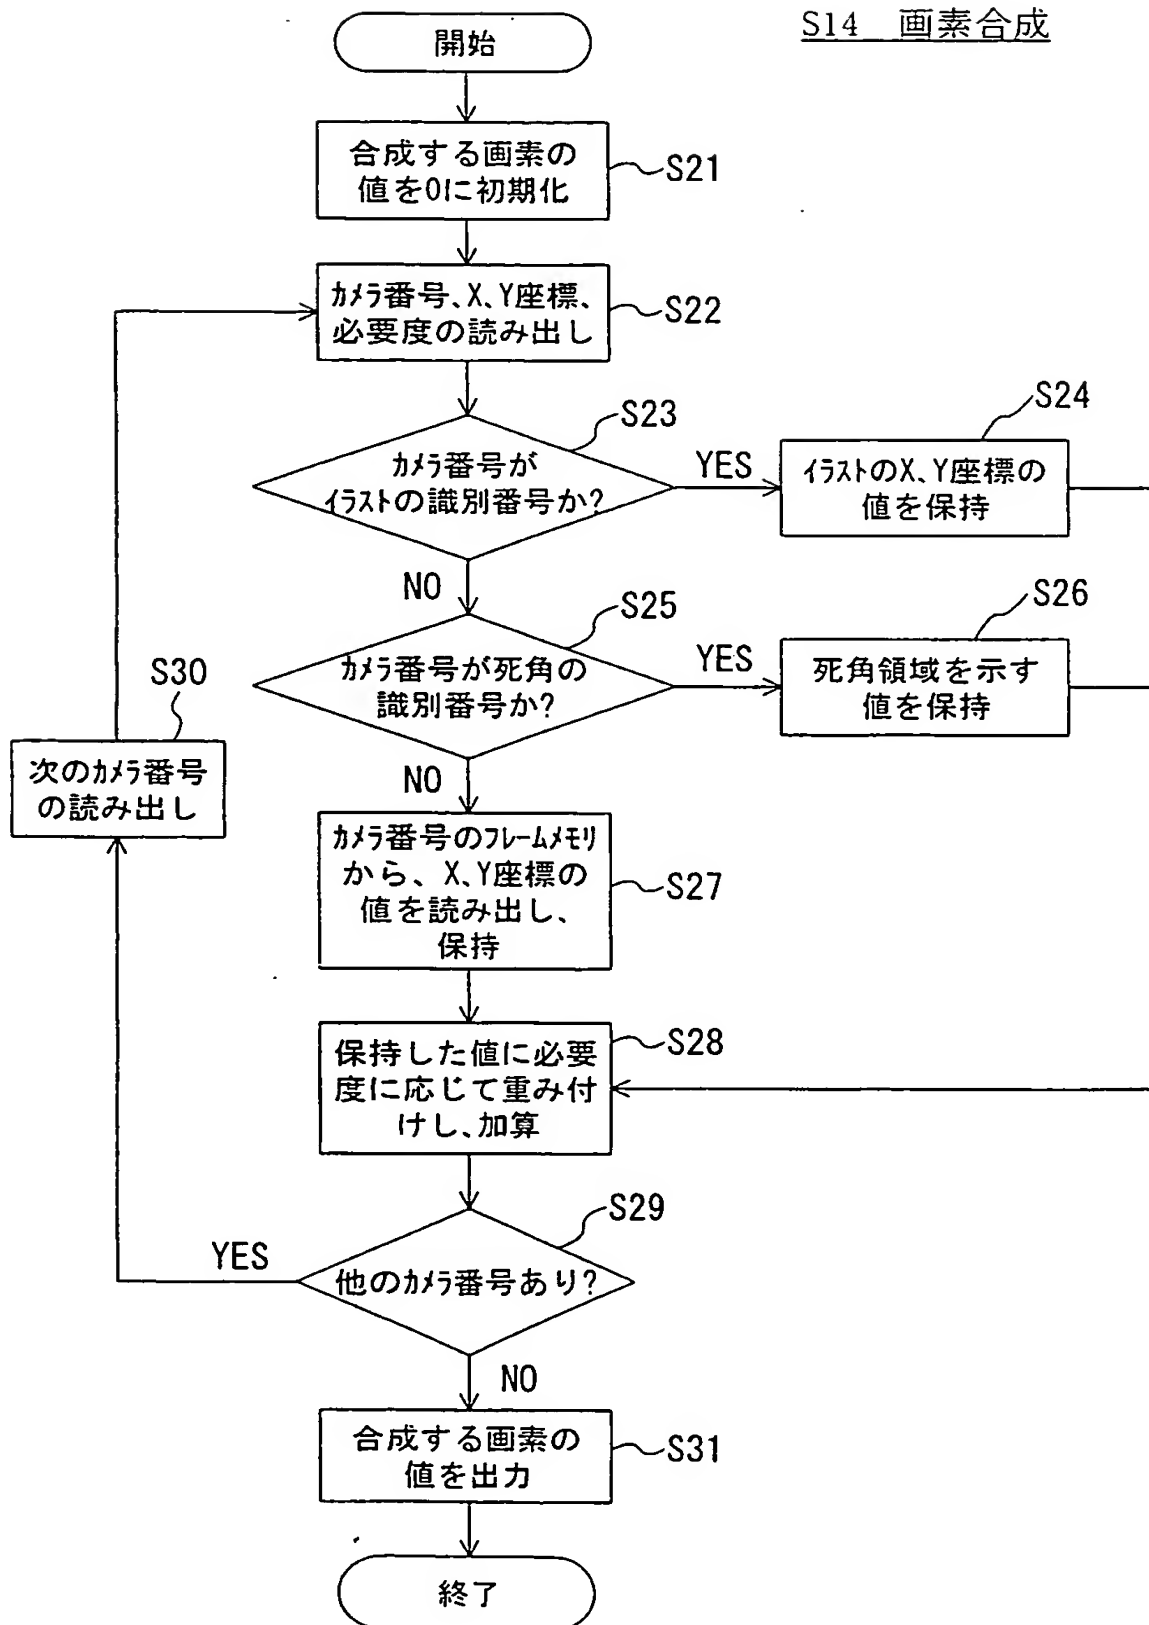 S14 画素合成
開始
合成する画素の
値を0に初期化
S21
カメラ番号、X、Y座標、
必要度の読み出し
S22
S23
カメラ番号が
イラストの識別番号か?
YES
S24
イラストのX、Y座標の
値を保持
NO
S25
カメラ番号が死角の
識別番号か?
YES
S26
死角領域を示す
値を保持
S30
次のカメラ番号
の読み出し
NO
カメラ番号のフレームメモリ
から、X、Y座標の
値を読み出し、
保持
S27
保持した値に必要
度に応じて重み付
けし、加算
S28
S29
YES
他のカメラ番号あり?
NO
合成する画素の
値を出力
S31
終了